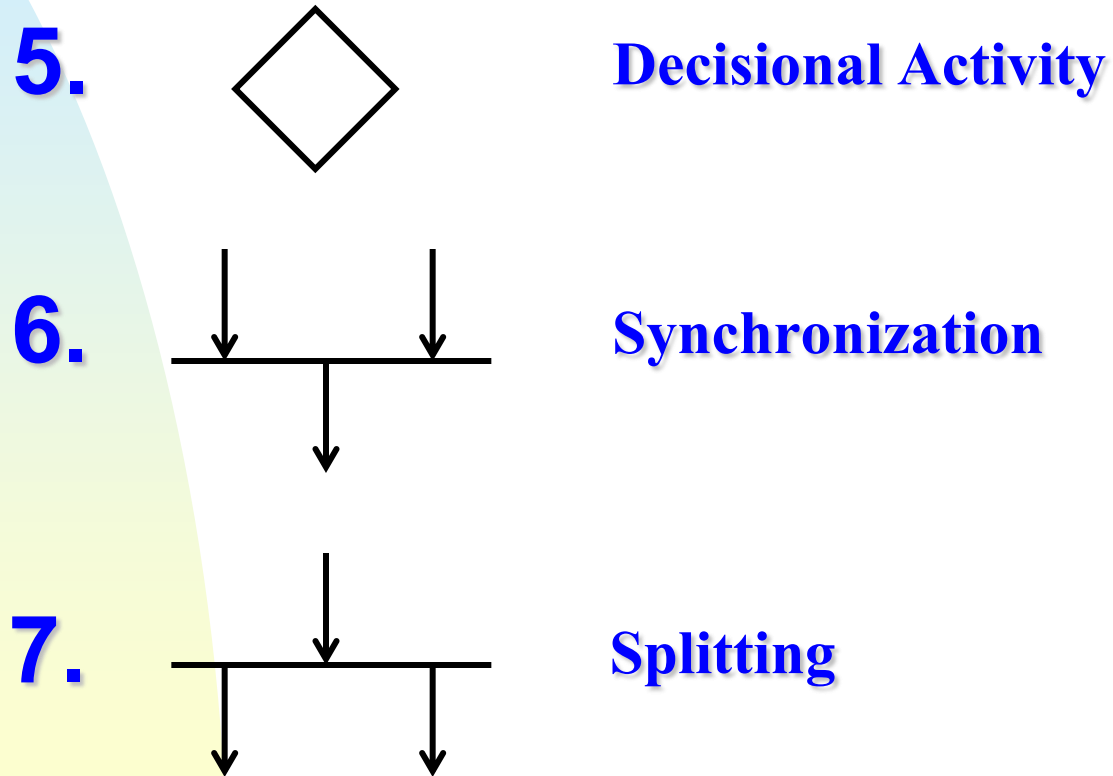 5. Decisional Activity
6. Synchronization
7. Splitting